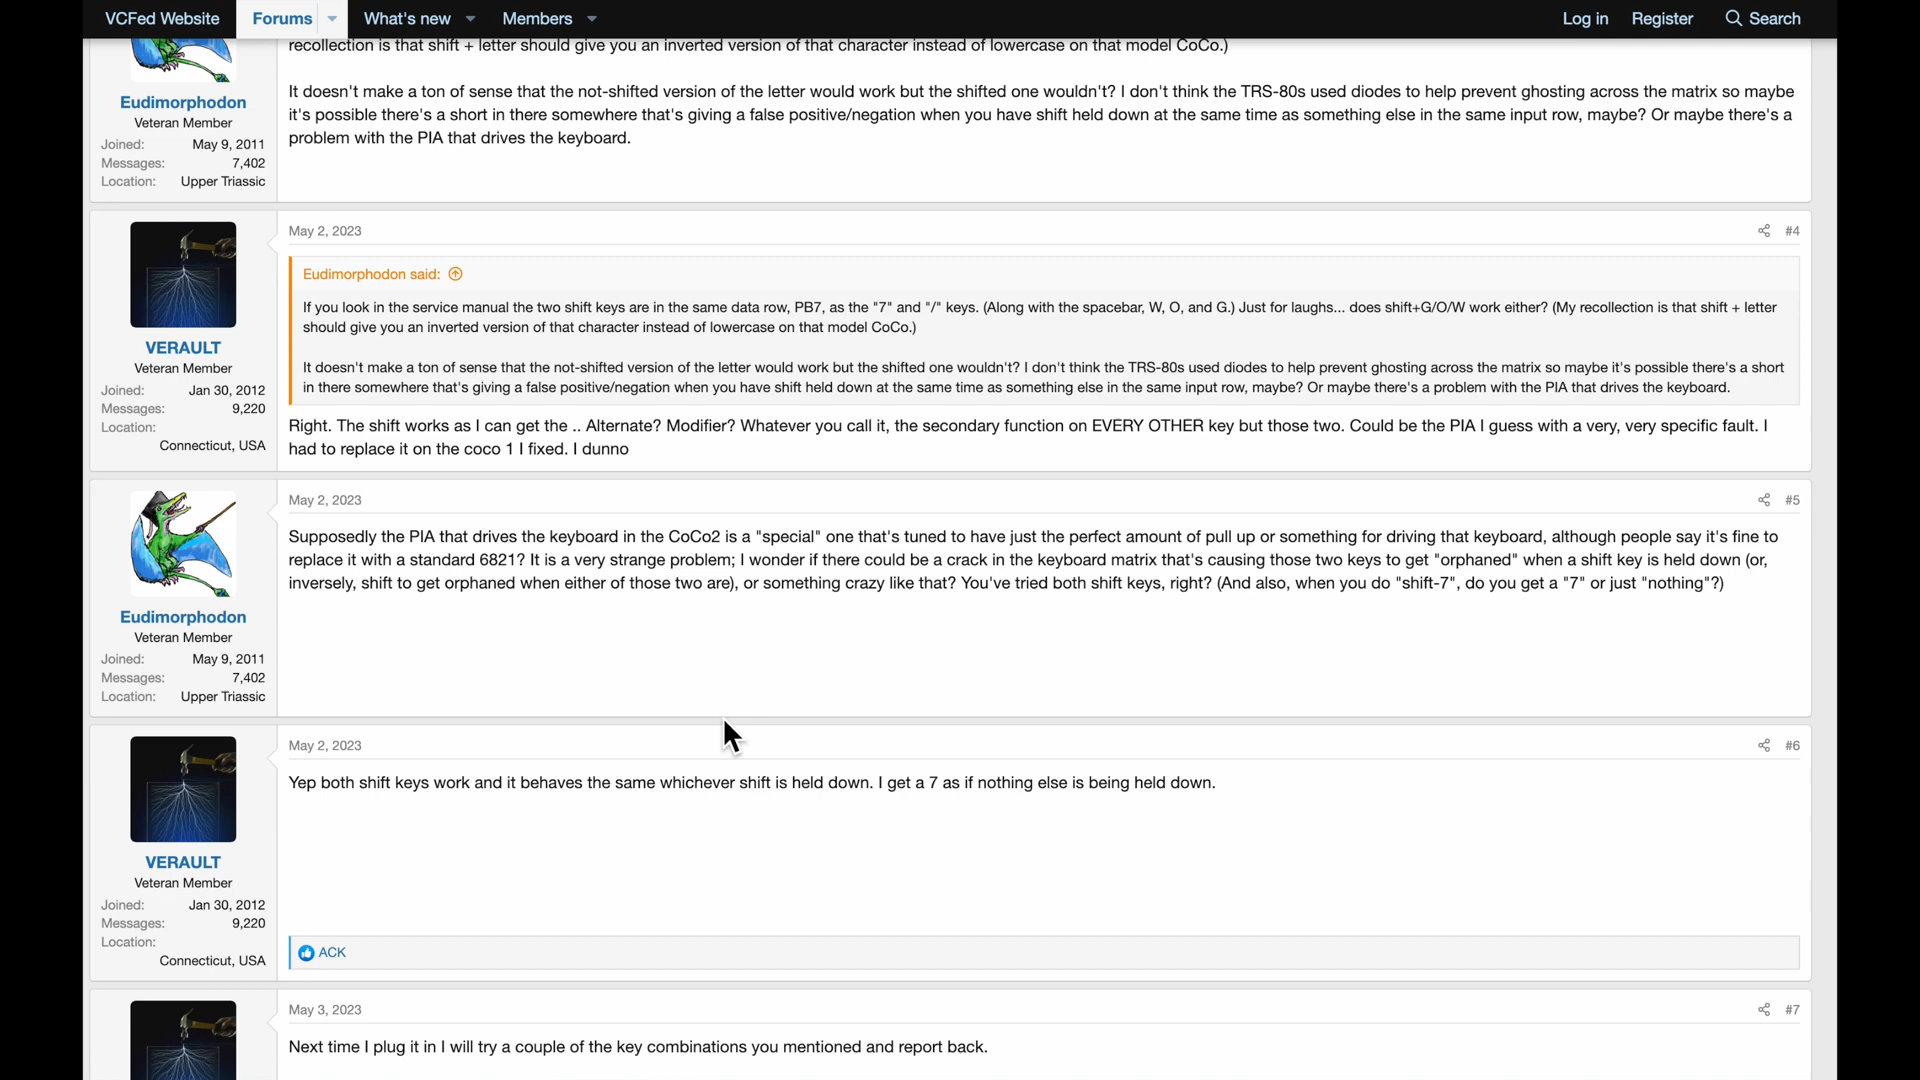 VCFed Website Forums What's new Members Log in Register Search
recollection is that shift + letter should give you an inverted version of that character instead of lowercase on that model CoCo.)
It doesn't make a ton of sense that the not-shifted version of the letter would work but the shifted one wouldn't? I don't think the TRS-80s used diodes to help prevent ghosting across the matrix so maybe
it's possible there's a short in there somewhere that's giving a false positive/negation when you have shift held down at the same time as something else in the same input row, maybe? Or maybe there's a
problem with the PIA that drives the keyboard.
Eudimorphodon
Veteran Member
Joined: May 9, 2011
Messages: 7,402
Location: Upper Triassic
May 2, 2023 #4
Eudimorphodon said:
If you look in the service manual the two shift keys are in the same data row, PB7, as the "7" and "/" keys. (Along with the spacebar, W, O, and G.) Just for laughs... does shift+G/O/W work either? (My recollection is that shift + letter
should give you an inverted version of that character instead of lowercase on that model CoCo.)
It doesn't make a ton of sense that the not-shifted version of the letter would work but the shifted one wouldn't? I don't think the TRS-80s used diodes to help prevent ghosting across the matrix so maybe it's possible there's a short
in there somewhere that's giving a false positive/negation when you have shift held down at the same time as something else in the same input row, maybe? Or maybe there's a problem with the PIA that drives the keyboard.
Right. The shift works as I can get the .. Alternate? Modifier? Whatever you call it, the secondary function on EVERY OTHER key but those two. Could be the PIA I guess with a very, very specific fault. I
had to replace it on the coco 1 I fixed. I dunno
VERAULT
Veteran Member
Joined: Jan 30, 2012
Messages: 9,220
Location:
Connecticut, USA
May 2, 2023 #5
Supposedly the PIA that drives the keyboard in the CoCo2 is a "special" one that's tuned to have just the perfect amount of pull up or something for driving that keyboard, although people say it's fine to
replace it with a standard 6821? It is a very strange problem; I wonder if there could be a crack in the keyboard matrix that's causing those two keys to get "orphaned" when a shift key is held down (or,
inversely, shift to get orphaned when either of those two are), or something crazy like that? You've tried both shift keys, right? (And also, when you do "shift-7", do you get a "7" or just "nothing"?)
Eudimorphodon
Veteran Member
Joined: May 9, 2011
Messages: 7,402
Location: Upper Triassic
May 2, 2023 #6
Yep both shift keys work and it behaves the same whichever shift is held down. I get a 7 as if nothing else is being held down.
VERAULT
Veteran Member
Joined: Jan 30, 2012
Messages: 9,220
Location:
Connecticut, USA
ACK
May 3, 2023 #7
Next time I plug it in I will try a couple of the key combinations you mentioned and report back.